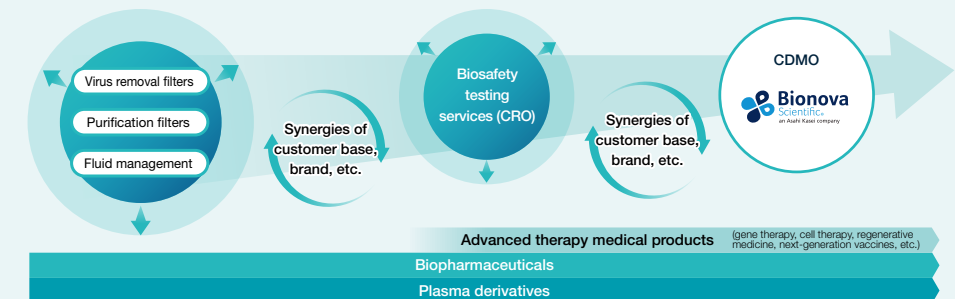 Virus removal filters
Purification filters
Fluid management
Synergies of
customer base,
brand, etc.
Biosafety
testing
services (CRO)
Synergies of
customer base,
brand, etc.
CDMO
Bionova
Scientific®
an Asahi Kasei company
Advanced therapy medical products
(gene therapy, cell therapy, regenerative
medicine, next-generation vaccines, etc.)
Biopharmaceuticals
Plasma derivatives